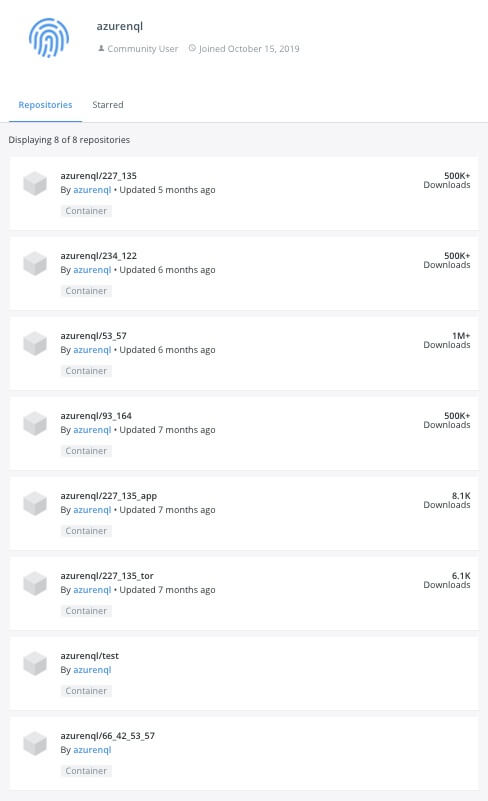 azurenql
Community User Joined October 15, 2019
Repositories Starred
Displaying 8 of 8 repositories
azurenql/227_135
500K+
By azurenql • Updated 5 months ago
Downloads
Container
azurenql/234_122
500K+
By azurenql • Updated 6 months ago
Downloads
Container
azurenql/53_57
1M+
By azurenql • Updated 6 months ago
Downloads
Container
azurenql/93_164
500K+
By azurenql • Updated 7 months ago
Downloads
Container
azurenql/227_135_app
8.1K
By azurenql • Updated 7 months ago
Downloads
Container
azurenql/227_135_tor
6.1K
By azurenql • Updated 7 months ago
Downloads
Container
azurenql/test
By azurenql
Container
azurenql/66_42_53_57
By azurenql
Container